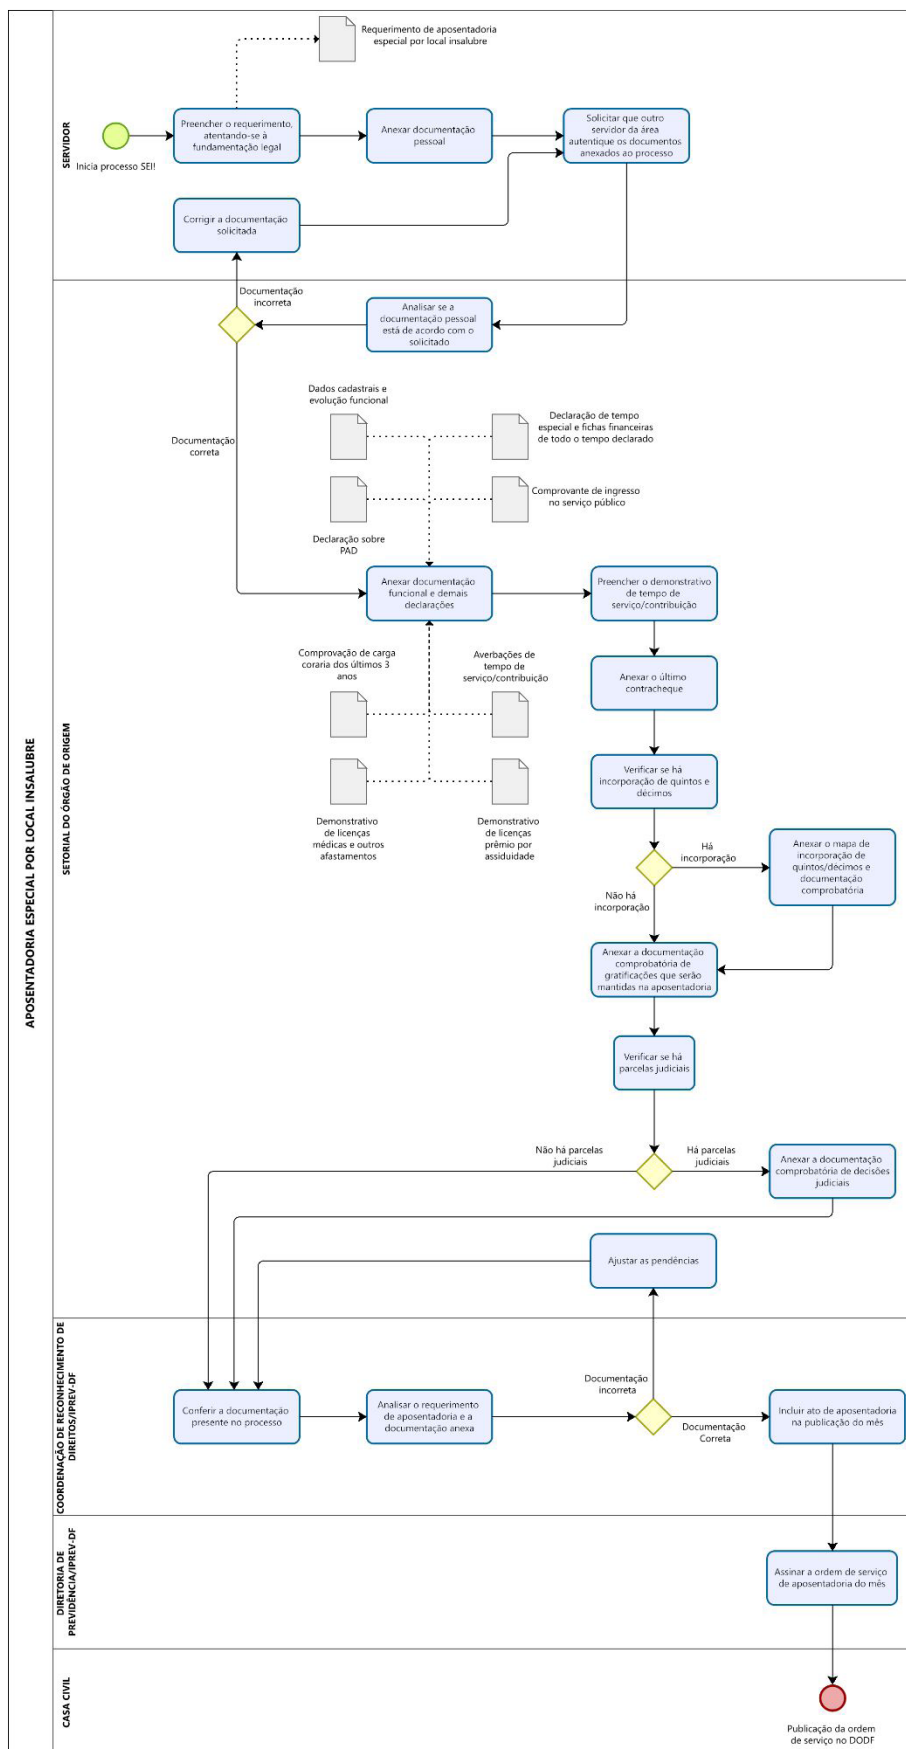 APOSENTADORIA ESPECIAL POR LOCAL INSALUBRE
SERVIDOR
Requerimento de aposentadoria
especial por local insalubre
Inicia processo SEI!
Preencher o requerimento,
atentando-se à
fundamentação legal
Anexar documentação
pessoal
Solicitar que outro
servidor da área
autentique os documentos
anexados ao processo
Corrigir a documentação
solicitada
SETORIAL DO ÓRGÃO DE ORIGEM
Documentação
incorreta
Analisar se a
documentação pessoal
está de acordo com o
solicitado
Documentação
correta
Dados cadastrais e
evolução funcional
Declaração de tempo
especial e fichas financeiras
de todo o tempo declarado
Declaração sobre
PAD
Comprovante de ingresso
no serviço público
Anexar documentação
funcional e demais
declarações
Preencher o demonstrativo
de tempo de
serviço/contribuição
Comprovação de carga
coraria dos últimos 3
anos
Averbações de
tempo de
serviço/contribuição
Anexar o último
contracheque
Demonstrativo
de licenças
médicas e outros
afastamentos
Demonstrativo
de licenças
prêmio por
assiduidade
Verificar se há
incorporação de quintos e
décimos
Há
incorporação
Anexar o mapa de
incorporação de
quintos/décimos e
documentação
comprobatória
Não há
incorporação
Anexar a documentação
comprobatória de
gratificações que serão
mantidas na aposentadoria
Verificar se há
parcelas judiciais
Não há parcelas
judiciais
Há parcelas
judiciais
Anexar a documentação
comprobatória de decisões
judiciais
Ajustar as pendências
COORDENAÇÃO DE RECONHECIMENTO DE
DIREITOS/IPREV-DF
Conferir a documentação
presente no processo
Analisar o requerimento
de aposentadoria e a
documentação anexa
Documentação
incorreta
Documentação
Correta
Incluir ato de aposentadoria
na publicação do mês
DIRETORIA DE
PREVIDÊNCIA/IPREV-DF
Assinar a ordem de serviço
de aposentadoria do mês
CASA CIVIL
Publicação da ordem
de serviço no DODF